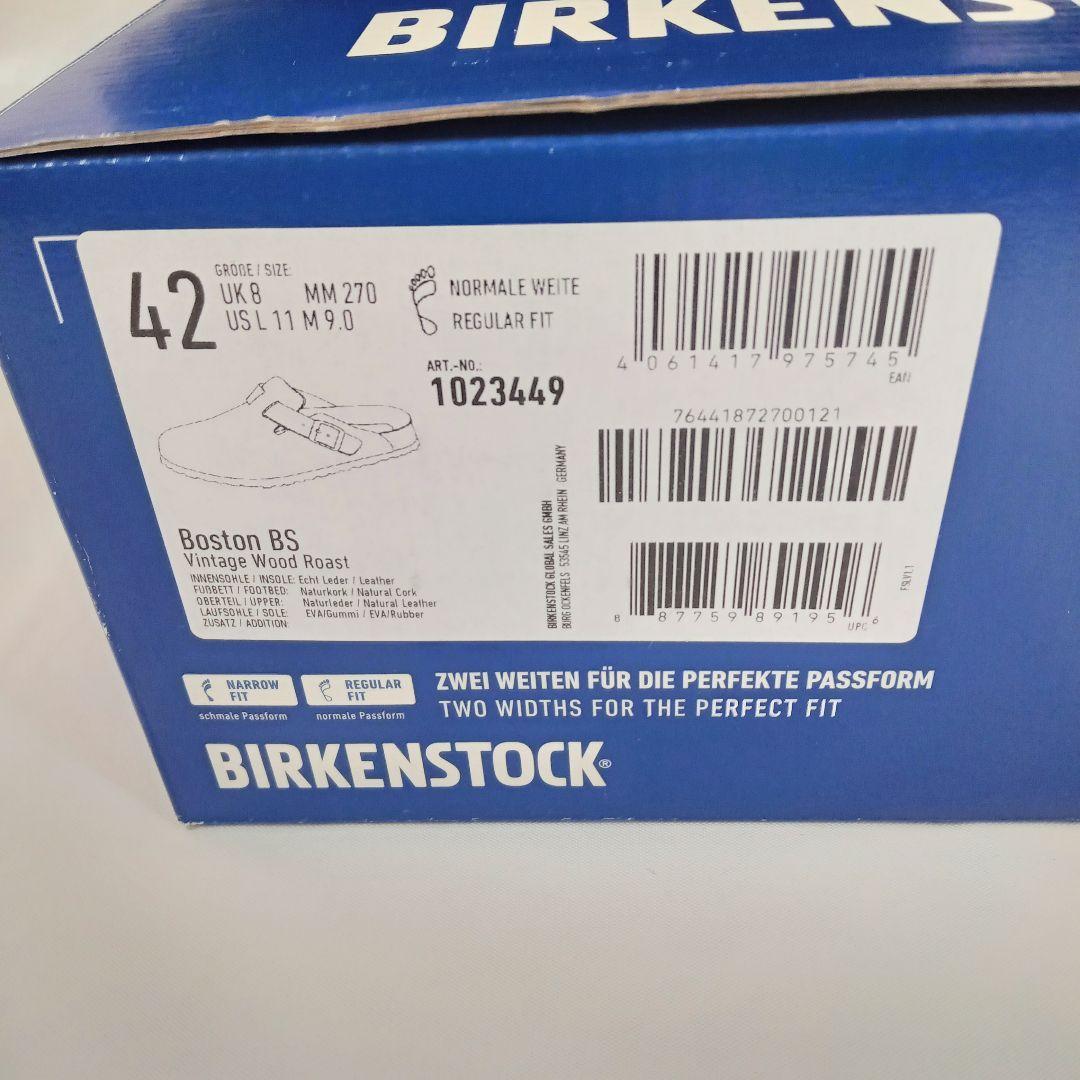 BIRKENS
42
GRÖßE / SIZE:
UK 8 MM 270
US L 11 M 9.0
NORMALE WEITE
REGULAR FIT
ART.-NO.:
1023449
4 061417 975745
EAN
76441872700121
Boston BS
Vintage Wood Roast
INNENSOHLE / INSOLE: Echt Leder / Leather
FUßBETT / FOOTBED: Naturkork / Natural Cork
OBERTEIL / UPPER: Naturleder / Natural Leather
LAUFSOHLE / SOLE: EVA/Gummi / EVA/Rubber
ZUSATZ / ADDITION:
BIRKENSTOCK GLOBAL SALES GMBH
BURG OCKENFELS 53545 LINZ AM RHEIN GERMANY
8 87759 89195 6
UPC
FSLV2.1
NARROW FIT
schmale Passform
REGULAR FIT
normale Passform
ZWEI WEITEN FÜR DIE PERFEKTE PASSFORM
TWO WIDTHS FOR THE PERFECT FIT
BIRKENSTOCK®